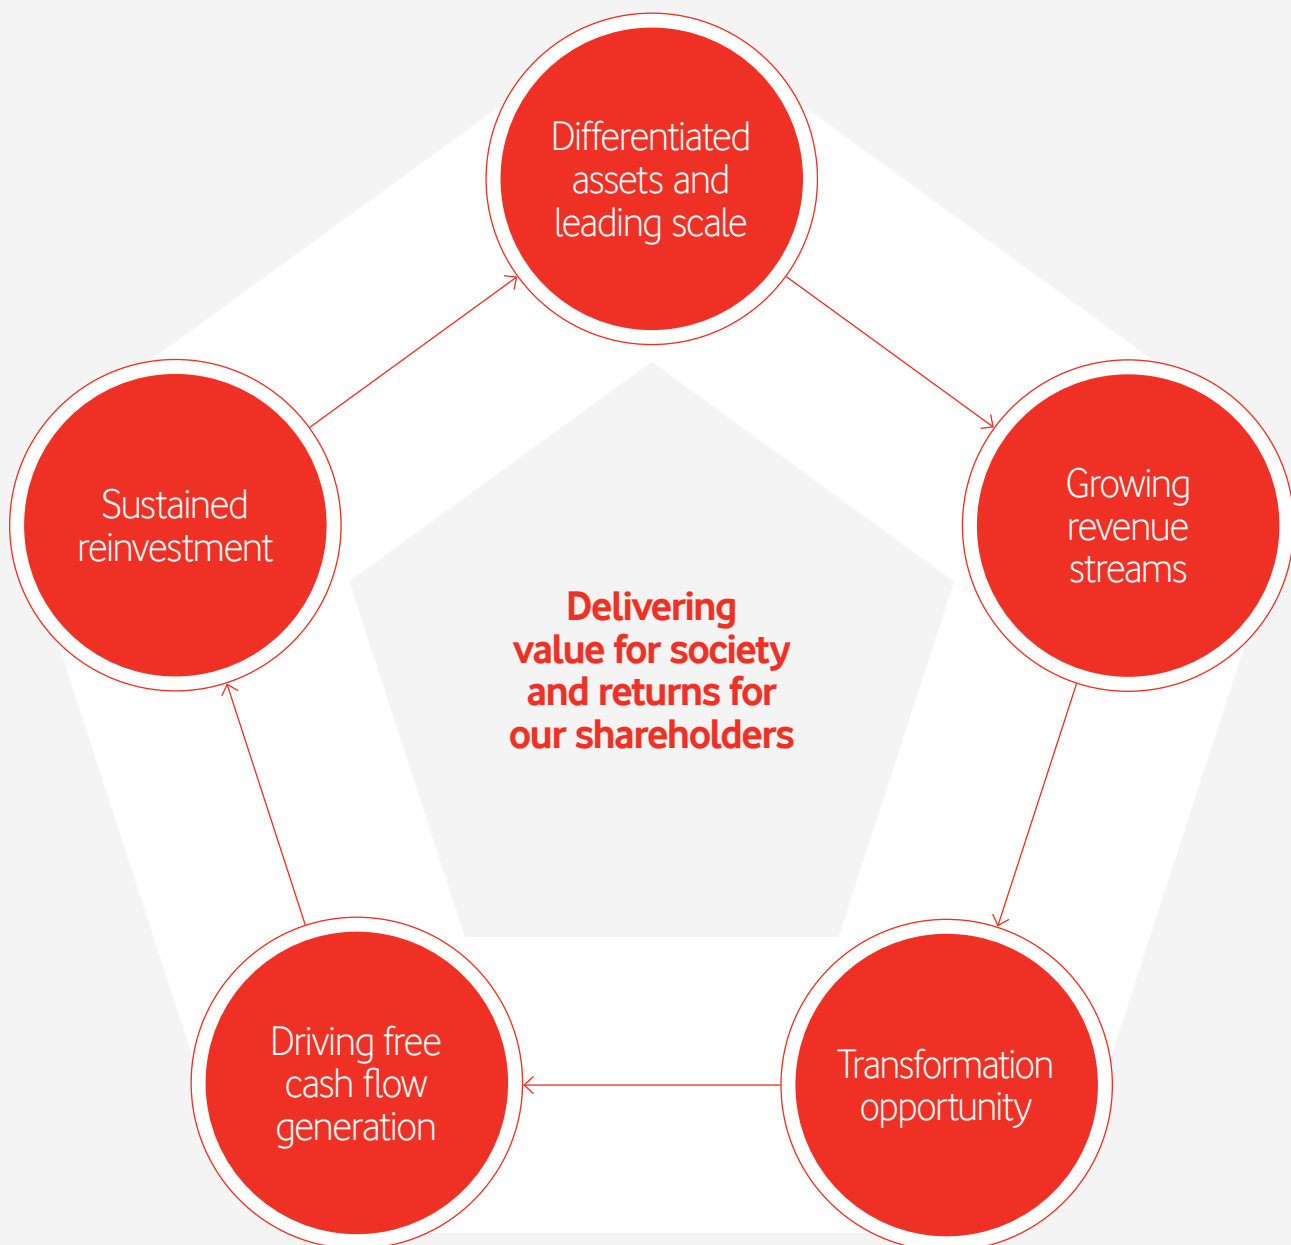 Differentiated
assets and
leading scale
Growing
revenue
streams
Transformation
opportunity
Driving free
cash flow
generation
Sustained
reinvestment
Delivering
value for society
and returns for
our shareholders